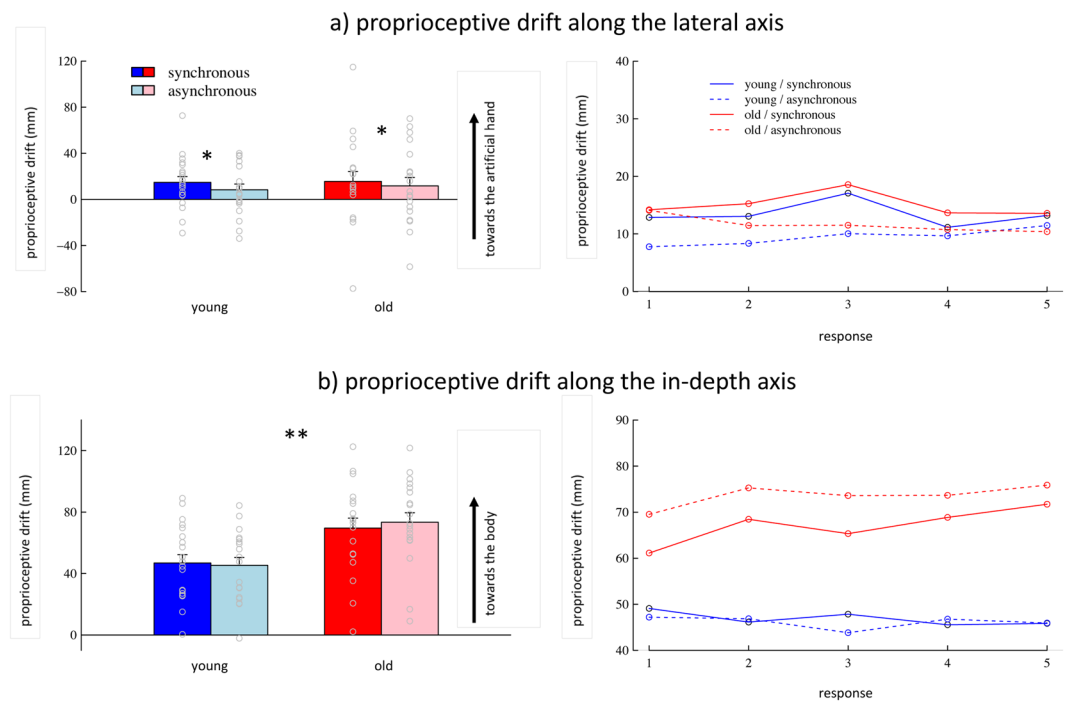 a) proprioceptive drift along the lateral axis
proprioceptive drift (mm)
120
80
40
0
−40
−80
synchronous
asynchronous
*
*
young
old
towards the artificial hand
proprioceptive drift (mm)
40
30
20
10
0
young / synchronous
young / asynchronous
old / synchronous
old / asynchronous
1 2 3 4 5
response
b) proprioceptive drift along the in-depth axis
proprioceptive drift (mm)
120
80
40
0
**
young
old
towards the body
proprioceptive drift (mm)
90
80
70
60
50
40
1 2 3 4 5
response